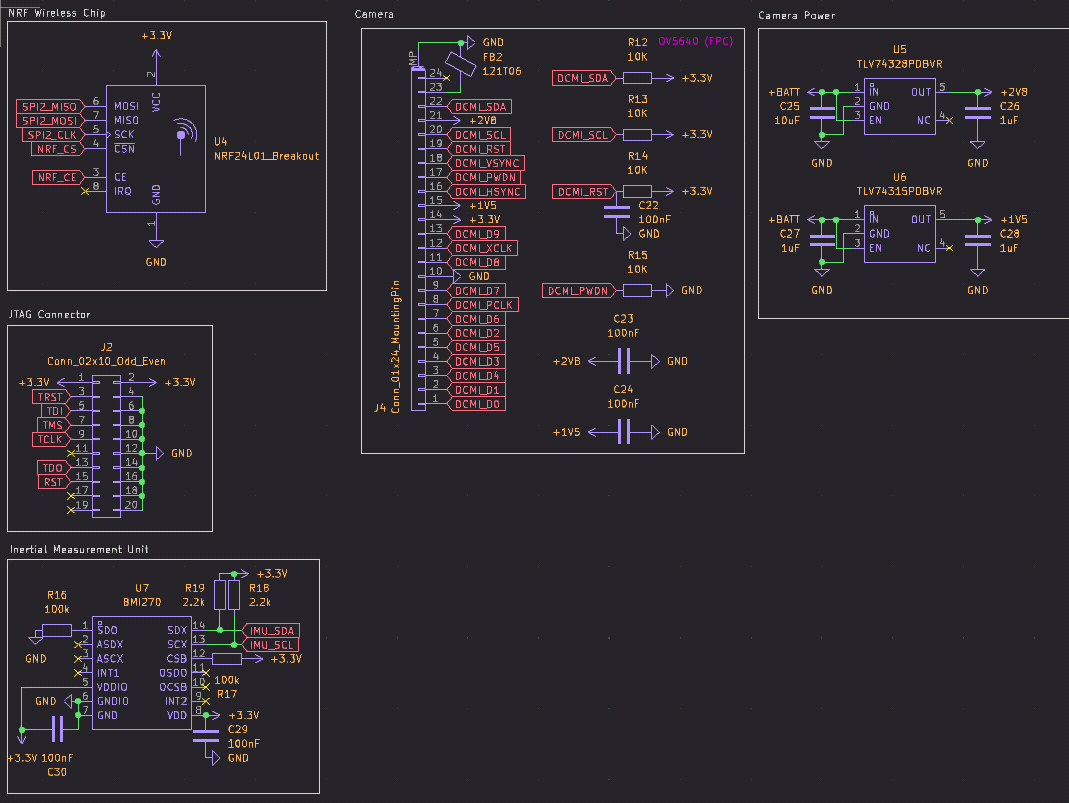 NRF Wireless Chip
+3.3V
2
VCC
SPI2_MISO 6 MOSI
SPI2_MOSI 7 MISO
SPI2_CLK 5 SCK
NRF_CS 4 CSN
NRF_CE 3 CE
8 IRQ
GND
1
GND
U4
NRF24L01_Breakout
JTAG Connector
J2
Conn_02x10_Odd_Even
+3.3V 1 2 +3.3V
TRST 3 4
TDI 5 6
TMS 7 8
TCLK 9 10
11 12 GND
TDO 13 14
RST 15 16
17 18
19 20
Inertial Measurement Unit
R16
100k
U7
BMI270
R19
2.2k
R18
2.2k
+3.3V
1 SDO SDX 14 IMU_SDA
2 ASDX SCX 13 IMU_SCL
GND 3 ASCX CSB 12 +3.3V
4 INT1 OSDO 11
5 VDDIO OCSB 10
100k
R17
GND 6 GNDIO INT2 9
7 GND VDD 8 +3.3V
C29
100nF
GND
+3.3V 100nF
C30
Camera
MP
GND
FB2
121T06
24
23
22 DCMI_SDA
21 +2V8
20 DCMI_SCL
19 DCMI_RST
18 DCMI_VSYNC
17 DCMI_PWDN
16 DCMI_HSYNC
15 +1V5
14 +3.3V
13 DCMI_D9
12 DCMI_XCLK
11 DCMI_D8
10 GND
9 DCMI_D7
8 DCMI_PCLK
7 DCMI_D6
6 DCMI_D2
5 DCMI_D5
4 DCMI_D3
3 DCMI_D4
2 DCMI_D1
1 DCMI_D0
J4
Conn_01x24_MountingPin
R12 OV5640 (FPC)
10K
DCMI_SDA +3.3V
R13
10K
DCMI_SCL +3.3V
R14
10K
DCMI_RST +3.3V
C22
100nF
GND
R15
10K
DCMI_PWDN GND
C23
100nF
+2V8 GND
C24
100nF
+1V5 GND
Camera Power
U5
TLV74328PDBVR
+BATT 1 IN OUT 5 +2V8
C25
10uF
2 GND
3 EN NC 4
C26
1uF
GND GND
U6
TLV74315PDBVR
+BATT 1 IN OUT 5 +1V5
C27
1uF
2 GND
3 EN NC 4
C28
1uF
GND GND